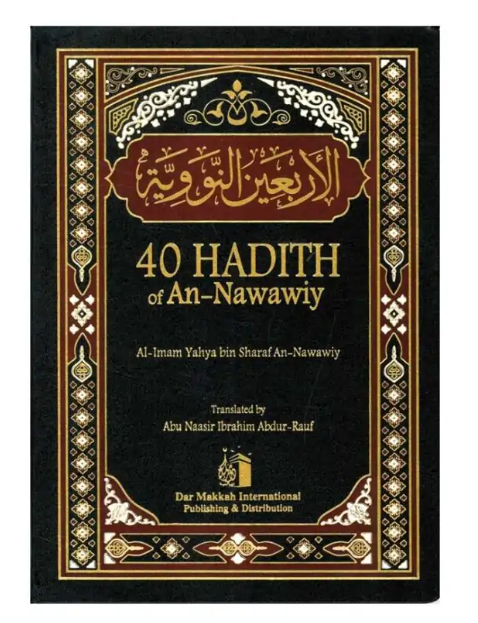 الأربعين النووية
40 HADITH
of An-Nawawiy
Al-Imam Yahya bin Sharaf An-Nawawiy
Translated by
Abu Naasir Ibrahim Abdur-Rauf
Dar Makkah International
Publishing & Distribution